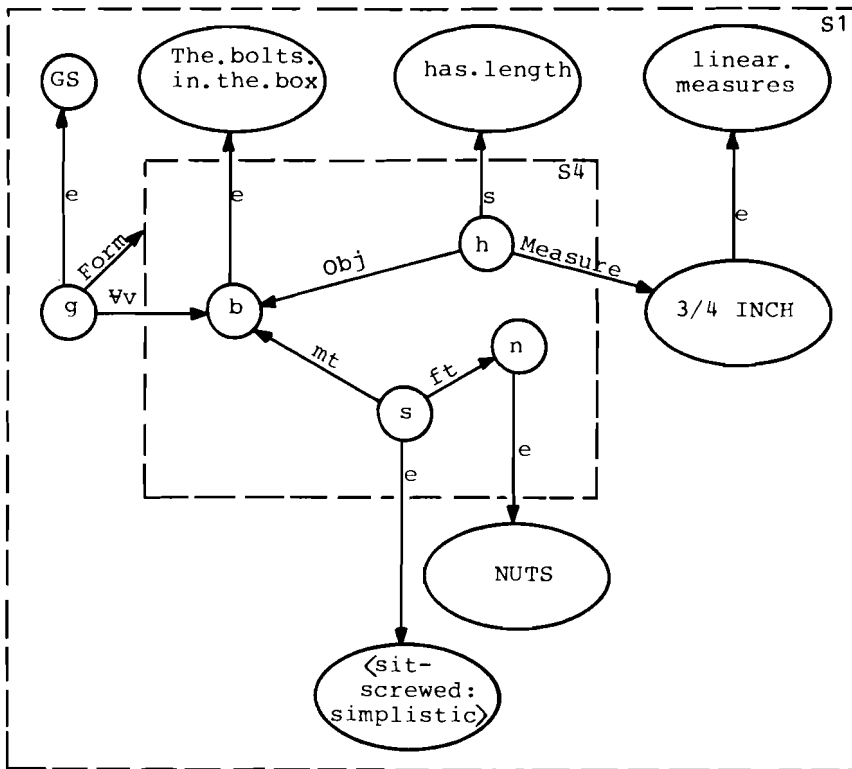 S1
GS
The.bolts.
in.the.box
has.length
linear.
measures
e
e
s
e
S4
Form
∀v
g
b
Obj
h
Measure
3/4 INCH
mt
ft
n
s
e
e
NUTS
<sit-
screwed:
simplistic>